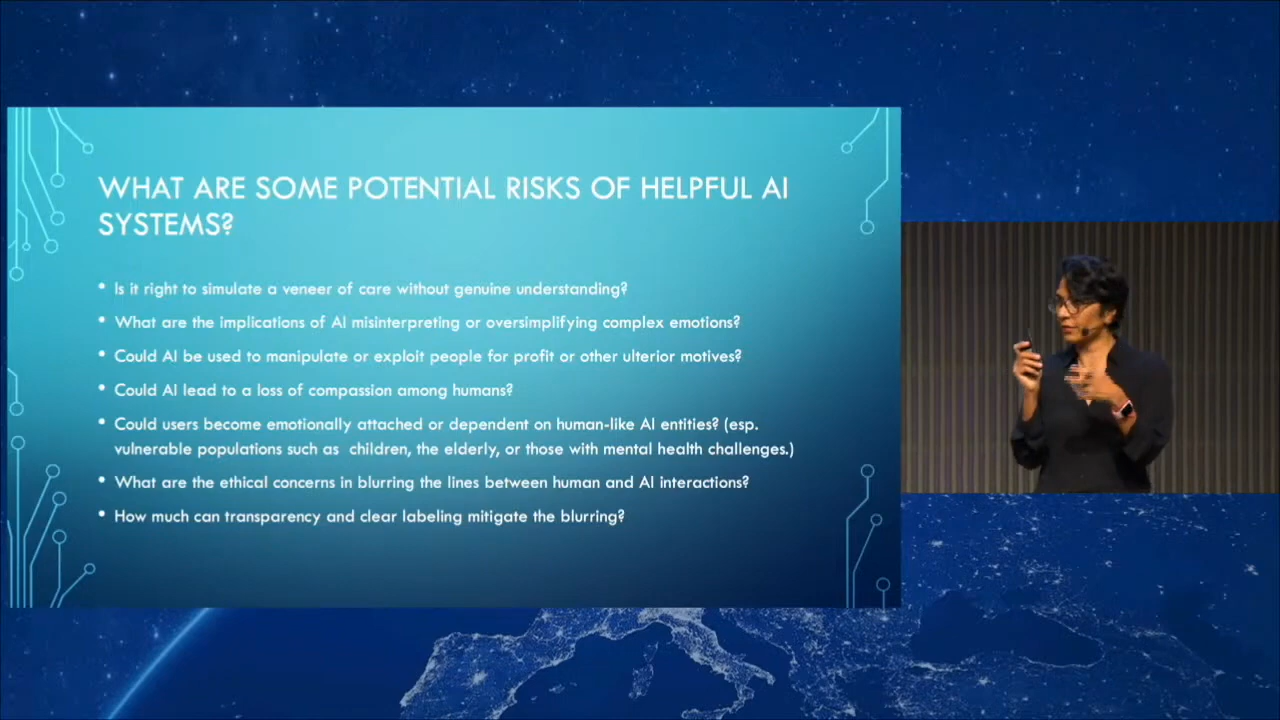 WHAT ARE SOME POTENTIAL RISKS OF HELPFUL AI
SYSTEMS?
• Is it right to simulate a veneer of care without genuine understanding?
• What are the implications of AI misinterpreting or oversimplifying complex emotions?
• Could AI be used to manipulate or exploit people for profit or other ulterior motives?
• Could AI lead to a loss of compassion among humans?
• Could users become emotionally attached or dependent on human-like AI entities? (esp.
vulnerable populations such as  children, the elderly, or those with mental health challenges.)
• What are the ethical concerns in blurring the lines between human and AI interactions?
• How much can transparency and clear labeling mitigate the blurring?